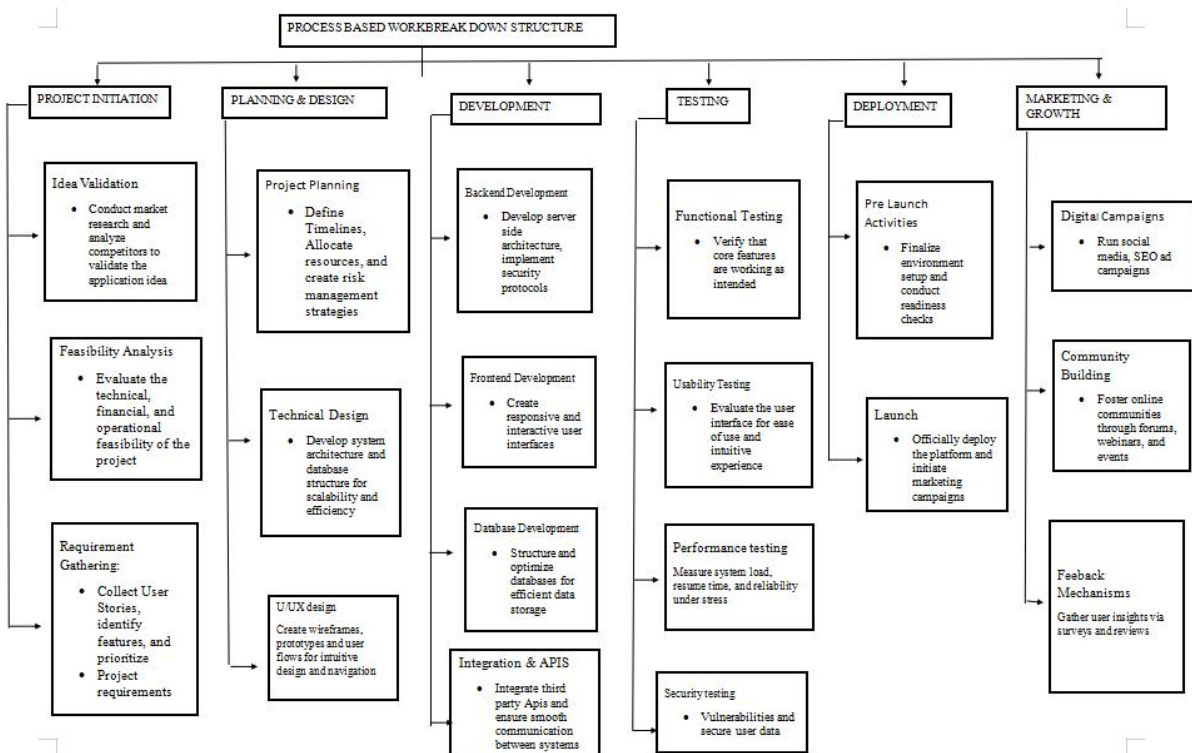 PROCESS BASED WORKBREAK DOWN STRUCTURE
PROJECT INITIATION
Idea Validation
• Conduct market
research and
analyze
competitors to
validate the
application idea
Feasibility Analysis
• Evaluate the
technical,
financial, and
operational
feasibility of the
project
Requirement
Gathering:
• Collect User
Stories,
identify
features, and
prioritize
• Project
requirements
PLANNING & DESIGN
Project Planning
• Define
Timelines,
Allocate
resources, and
create risk
management
strategies
Technical Design
• Develop system
architecture and
database
structure for
scalability and
efficiency
U/UX design
Create wireframes,
prototypes and user
flows for intuitive
design and navigation
DEVELOPMENT
Backend Development
• Develop server
side
architecture,
implement
security
protocols
Frontend Development
• Create
responsive and
interactive user
interfaces
Database Development
• Structure and
optimize
databases for
efficient data
storage
Integration & APIS
• Integrate third
party Apis and
ensure smooth
communication
between systems
TESTING
Functional Testing
• Verify that
core features
are working as
intended
Usability Testing
• Evaluate the user
interface for ease
of use and
intuitive
experience
Performance testing
Measure system load,
resume time, and reliability
under stress
Security testing
• Vulnerabilities and
secure user data
DEPLOYMENT
Pre Launch
Activities
• Finalize
environment
setup and
conduct
readiness
checks
Launch
• Officially deploy
the platform and
initiate
marketing
campaigns
MARKETING &
GROWTH
Digital Campaigns
• Run social
media, SEO ad
campaigns
Community
Building
• Foster online
communities
through forums,
webinars, and
events
Feeback
Mechanisms
Gather user insights via
surveys and reviews